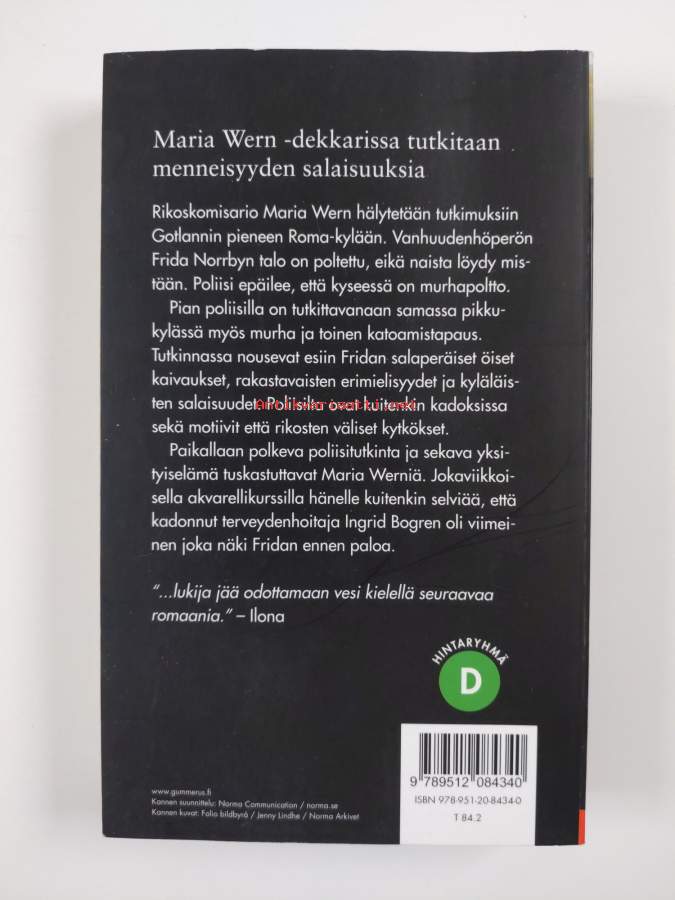 Maria Wern -dekkarissa tutkitaan
menneisyyden salaisuuksia
Rikoskomisario Maria Wern hälytetään tutkimuksiin
Gotlannin pieneen Roma-kylään. Vanhuudenhöperön
Frida Norrbyn talo on poltettu, eikä naista löydy mis-
tään. Poliisi epäilee, että kyseessä on murhapoltto.
Pian poliisilla on tutkittavanaan samassa pikku-
kylässä myös murha ja toinen katoamistapaus.
Tutkinnassa nousevat esiin Fridan salaperäiset öiset
kaivaukset, rakastavaisten erimielisyydet ja kyläläis-
ten salaisuudet. Poliisilta ovat kuitenkin kadoksissa
Antikvariaatti.net
sekä motiivit että rikosten väliset kytkökset.
Paikallaan polkeva poliisitutkinta ja sekava yksi-
tyiselämä tuskastuttavat Maria Werniä. Jokaviikkoi-
sella akvarellikurssilla hänelle kuitenkin selviää, että
kadonnut terveydenhoitaja Ingrid Bogren oli viimei-
nen joka näki Fridan ennen paloa.
”...lukija jää odottamaan vesi kielellä seuraavaa
romaania.” – Ilona
HINTARYHMÄ
D
9 789512 084340
ISBN 978-951-20-8434-0
T 84.2
www.gummerus.fi
Kannen suunnittelu: Norma Communication / norma.se
Kannen kuvat: Folio bildbyrå / Jenny Lindhe / Norma Arkivet